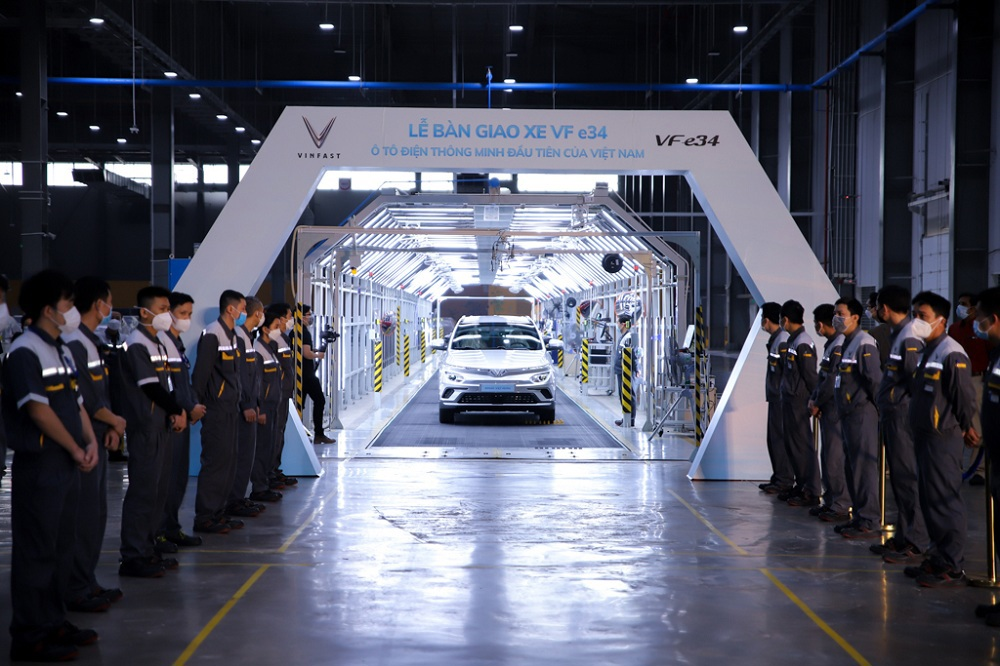 LỄ BÀN GIAO XE VF e34
VINFAST
VF e34
Ô TÔ ĐIỆN THÔNG MINH ĐẦU TIÊN CỦA VIỆT NAM